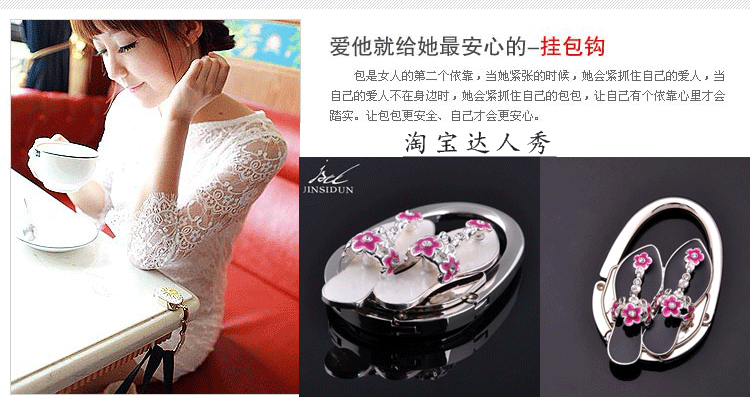 爱他就给她最安心的-挂包钩
包是女人的第二个依靠，当她紧张的时候，她会紧抓住自己的爱人，当
自己的爱人不在身边时，她会紧抓住自己的包包，让自己有个依靠心里才会
踏实。让包包更安全、自己才会更安心。
淘宝达人秀
jsd
JINSIDUN